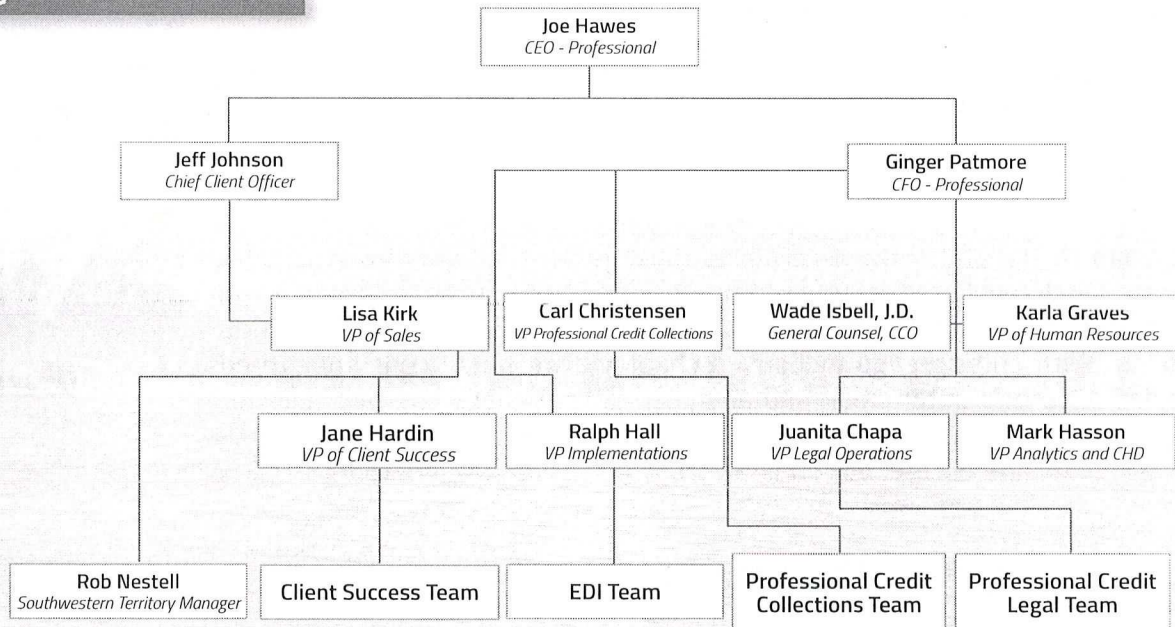 Joe Hawes
CEO - Professional
Jeff Johnson
Chief Client Officer
Ginger Patmore
CFO - Professional
Lisa Kirk
VP of Sales
Carl Christensen
VP Professional Credit Collections
Wade Isbell, J.D.
General Counsel, CCO
Karla Graves
VP of Human Resources
Jane Hardin
VP of Client Success
Ralph Hall
VP Implementations
Juanita Chapa
VP Legal Operations
Mark Hasson
VP Analytics and CHD
Rob Nestell
Southwestern Territory Manager
Client Success Team
EDI Team
Professional Credit
Collections Team
Professional Credit
Legal Team